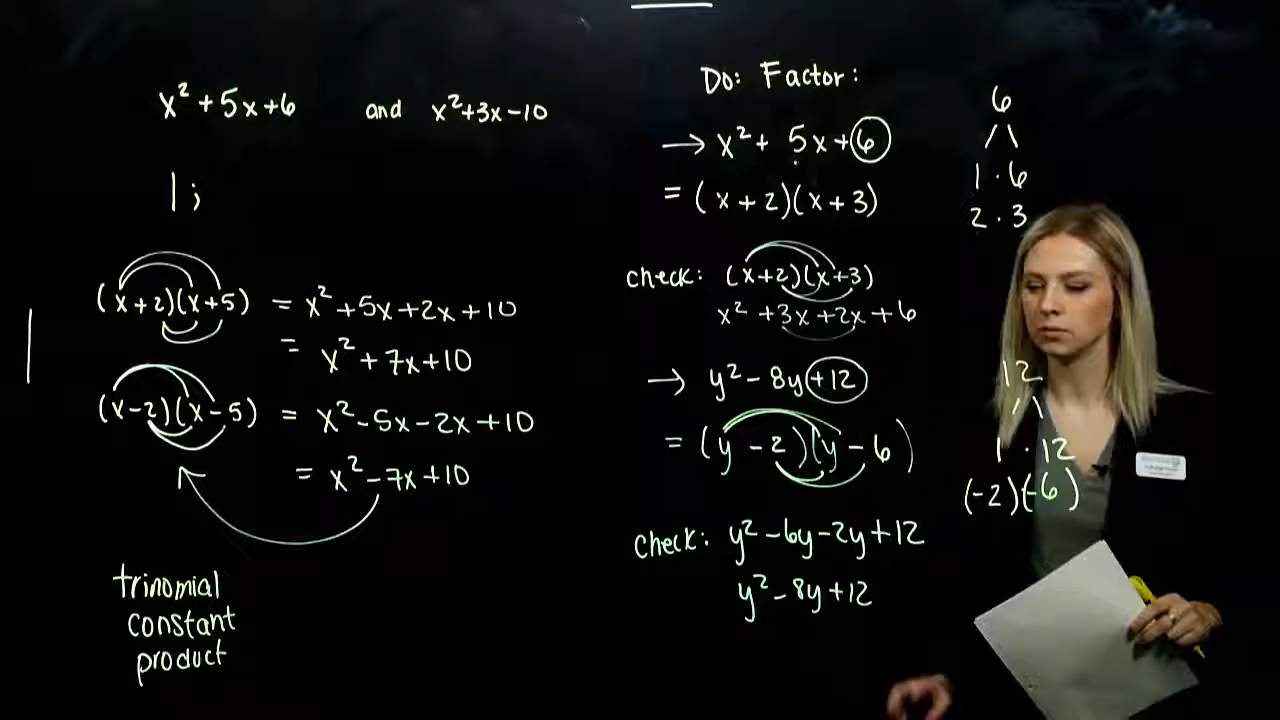 x² + 5x + 6 and x² + 3x - 10
1;
(x + 2)(x + 5) = x² + 5x + 2x + 10
= x² + 7x + 10
(x - 2)(x - 5) = x² - 5x - 2x + 10
= x² - 7x + 10
trinomial
constant
product
Do: Factor:
→ x² + 5x + 6
= (x + 2)(x + 3)
check: (x + 2)(x + 3)
x² + 3x + 2x + 6
→ y² - 8y + 12
= (y - 2)(y - 6)
check: y² - 6y - 2y + 12
y² - 8y + 12
6
1 · 6
2 · 3
12
1 · 12
(-2)(-6)